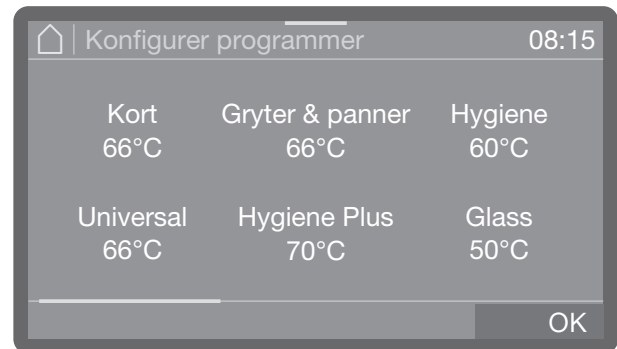 Konfigurer programmer 08:15
Kort Gryter & panner Hygiene
66°C 66°C 60°C
Universal Hygiene Plus Glass
66°C 70°C 50°C
OK